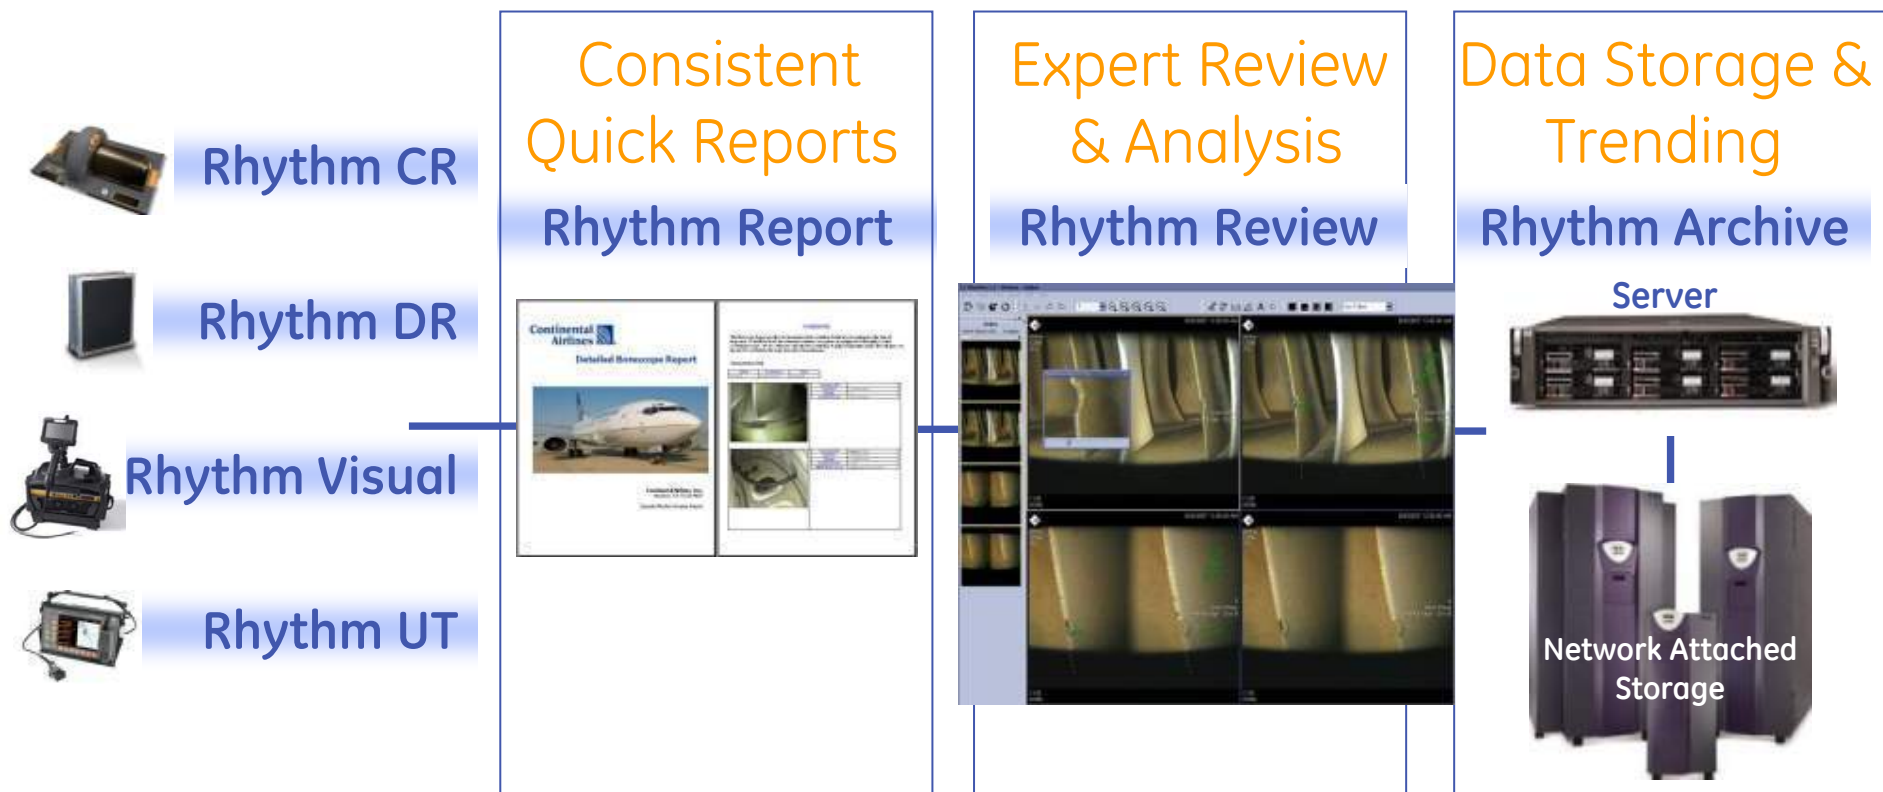 Rhythm CR
Rhythm DR
Rhythm Visual
Rhythm UT
Consistent
Quick Reports
Rhythm Report
Continental
Airlines
Detailed Borescope Report
Expert Review
& Analysis
Rhythm Review
Data Storage &
Trending
Rhythm Archive
Server
Network Attached
Storage